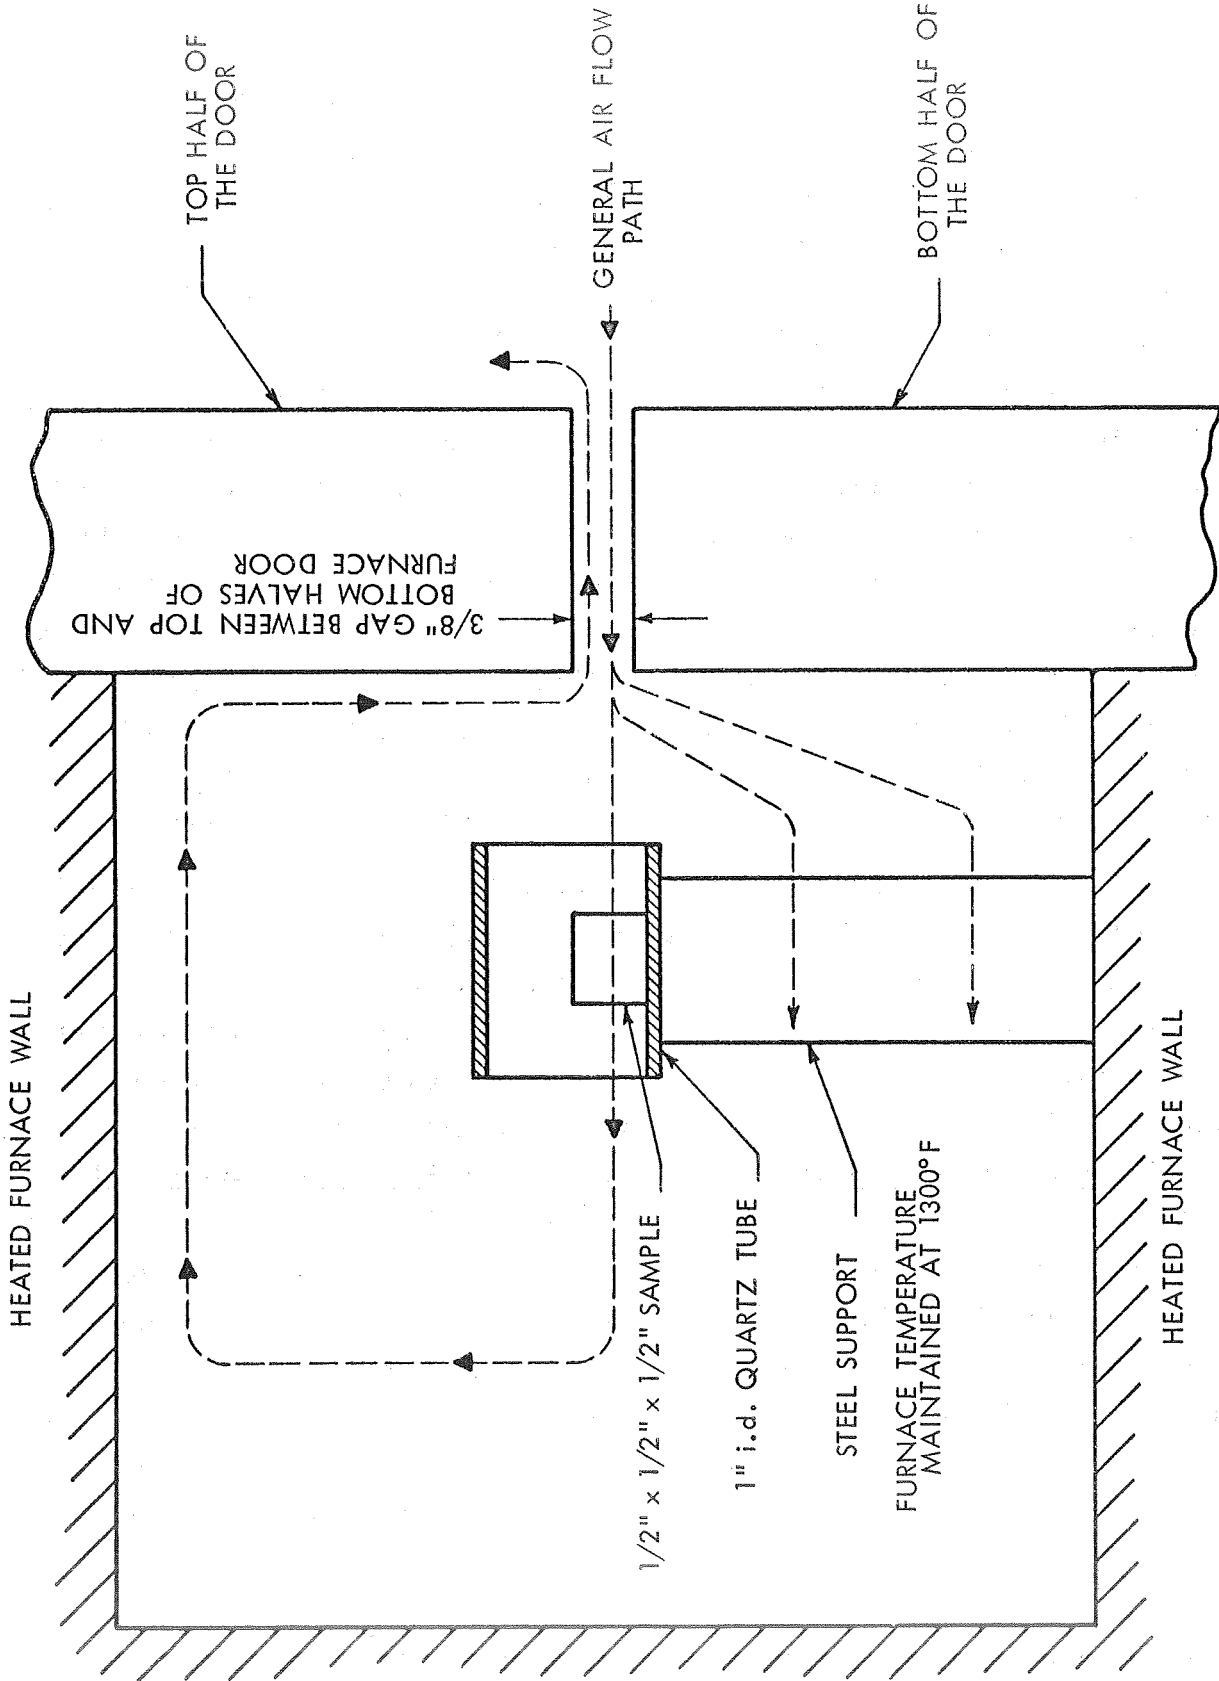 HEATED FURNACE WALL
TOP HALF OF
THE DOOR
3/8" GAP BETWEEN TOP AND
BOTTOM HALVES OF
FURNACE DOOR
GENERAL AIR FLOW
PATH
BOTTOM HALF OF
THE DOOR
1/2" x 1/2" x 1/2" SAMPLE
1" i.d. QUARTZ TUBE
STEEL SUPPORT
FURNACE TEMPERATURE
MAINTAINED AT 1300°F
HEATED FURNACE WALL